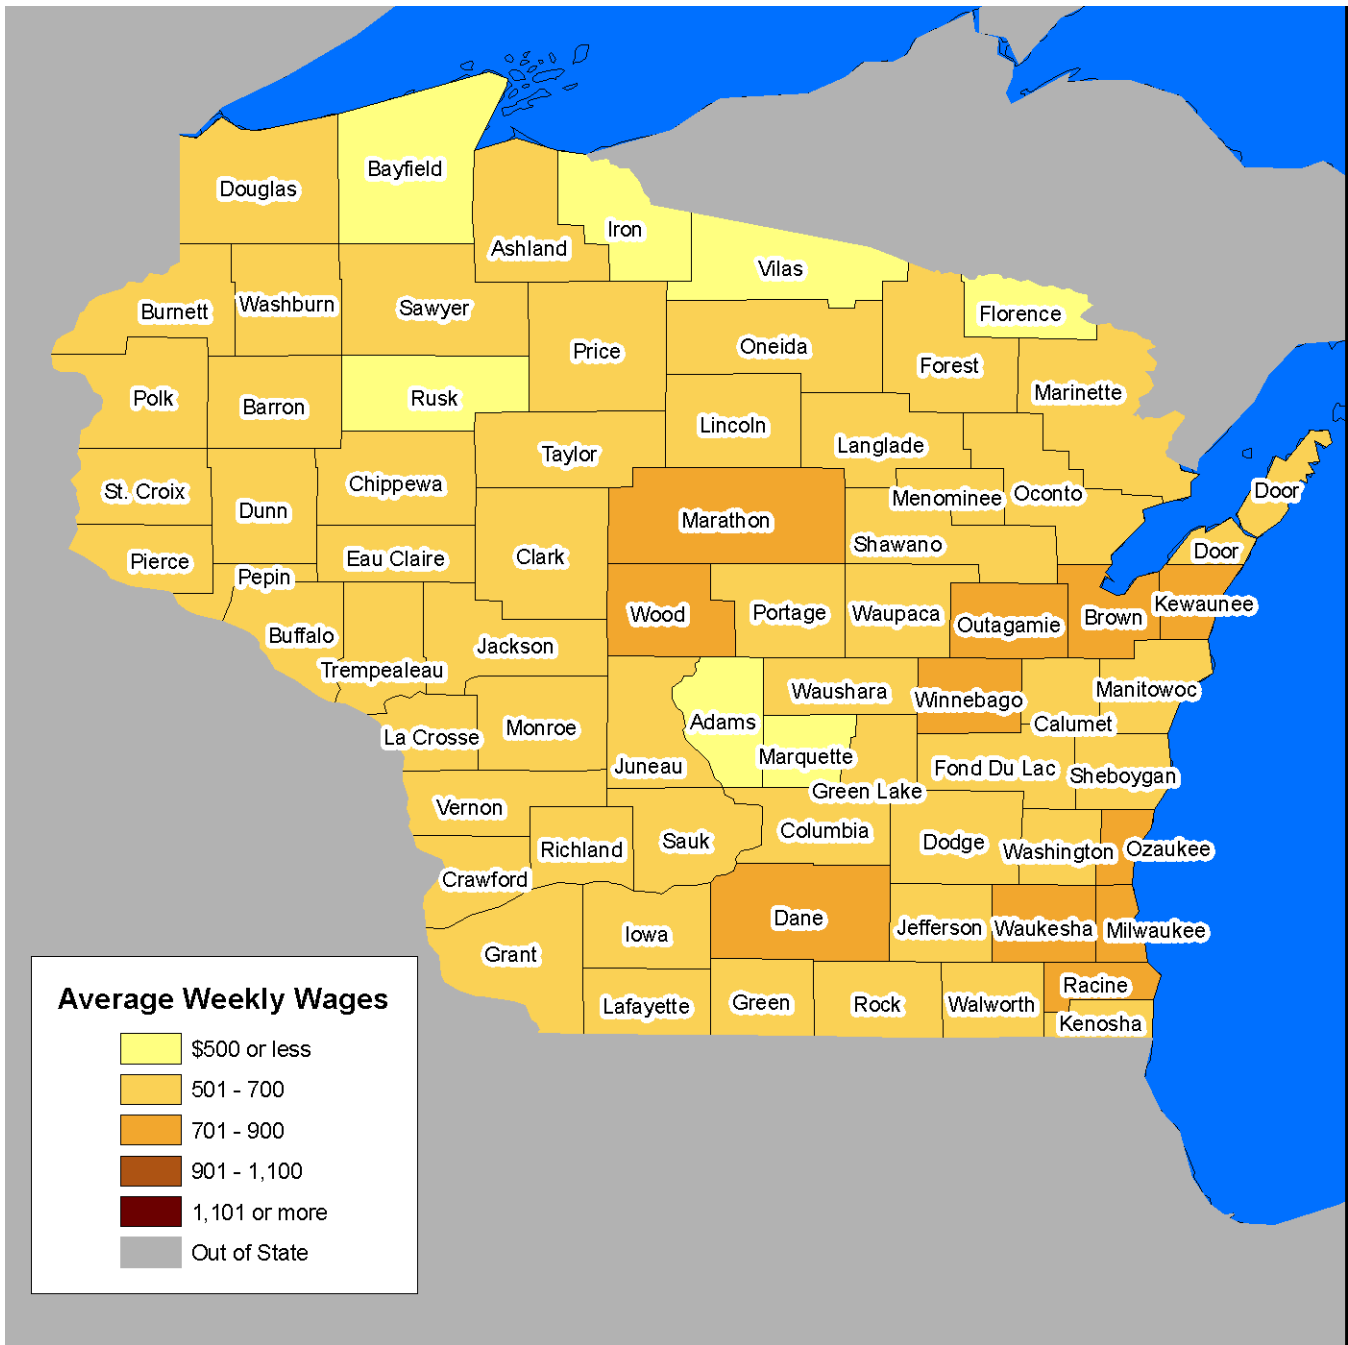 Bayfield
Douglas
Iron
Ashland
Vilas
Burnett
Washburn
Sawyer
Florence
Price
Oneida
Forest
Marinette
Polk
Barron
Rusk
Lincoln
Langlade
Taylor
St. Croix
Chippewa
Menominee
Oconto
Door
Dunn
Marathon
Shawano
Door
Pierce
Eau Claire
Clark
Pepin
Wood
Portage
Waupaca
Outagamie
Brown
Kewaunee
Buffalo
Jackson
Trempealeau
Waushara
Winnebago
Manitowoc
La Crosse
Monroe
Adams
Calumet
Juneau
Marquette
Fond Du Lac
Sheboygan
Green Lake
Vernon
Richland
Sauk
Columbia
Dodge
Washington
Ozaukee
Crawford
Grant
Iowa
Dane
Jefferson
Waukesha
Milwaukee
Lafayette
Green
Rock
Walworth
Racine
Kenosha
Average Weekly Wages
$500 or less
501 - 700
701 - 900
901 - 1,100
1,101 or more
Out of State